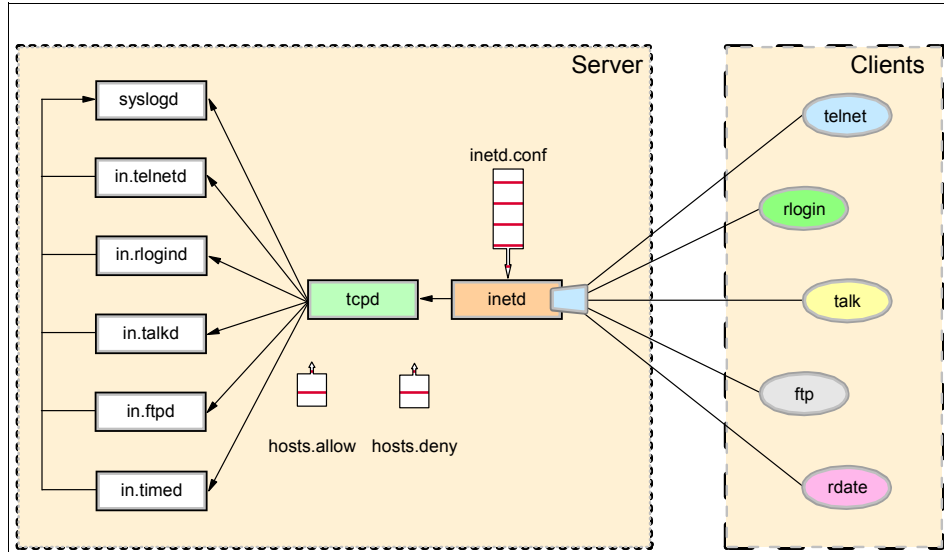 Server
syslogd
in.telnetd
in.rlogind
in.talkd
in.ftpd
in.timed
inetd.conf
tcpd
inetd
hosts.allow
hosts.deny
Clients
telnet
rlogin
talk
ftp
rdate